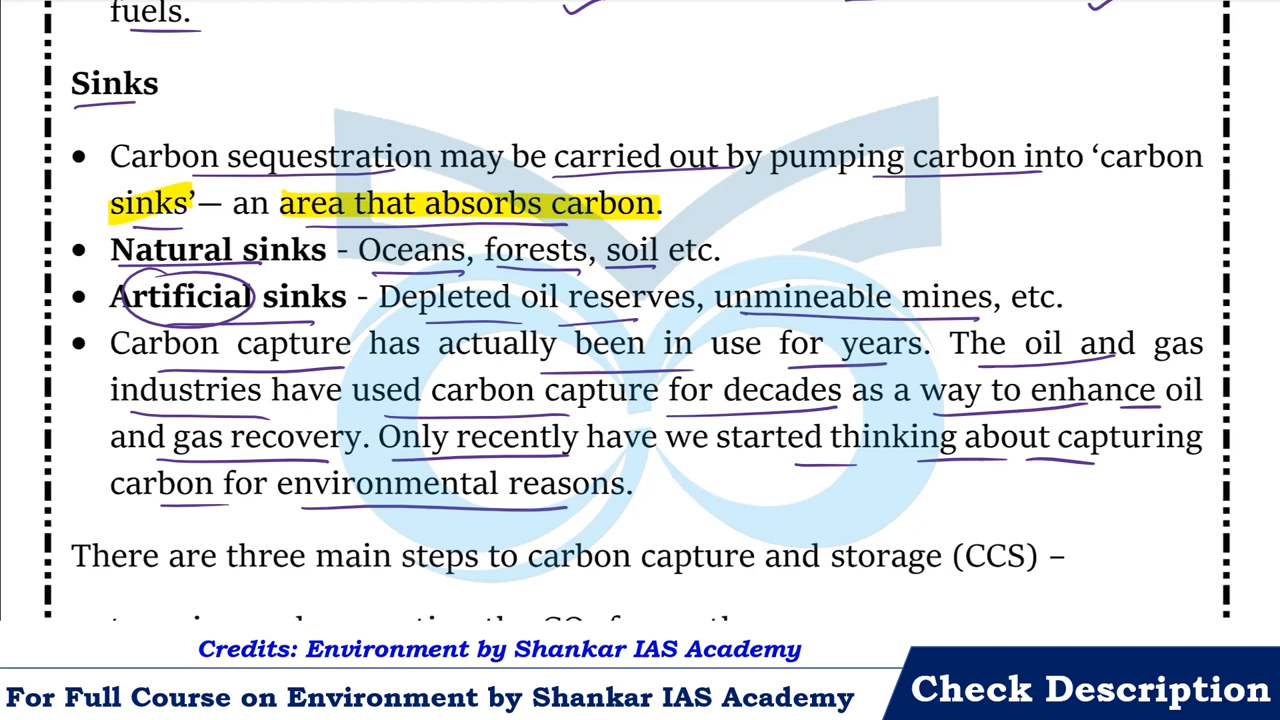 fuels.
Sinks
• Carbon sequestration may be carried out by pumping carbon into ‘carbon
sinks’— an area that absorbs carbon.
• Natural sinks - Oceans, forests, soil etc.
• Artificial sinks - Depleted oil reserves, unmineable mines, etc.
• Carbon capture has actually been in use for years. The oil and gas
industries have used carbon capture for decades as a way to enhance oil
and gas recovery. Only recently have we started thinking about capturing
carbon for environmental reasons.
There are three main steps to carbon capture and storage (CCS) –
Credits: Environment by Shankar IAS Academy
For Full Course on Environment by Shankar IAS Academy
Check Description